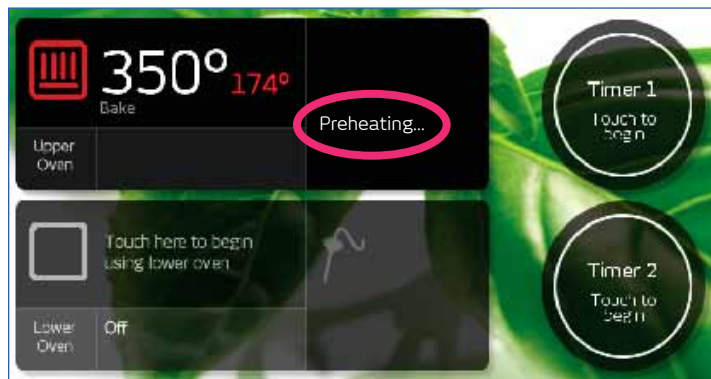 350° 174°
Bake
Preheating...
Upper
Oven
Timer 1
Touch to
begin
Touch here to begin
using lower oven
Lower
Oven
Off
Timer 2
Touch to
begin